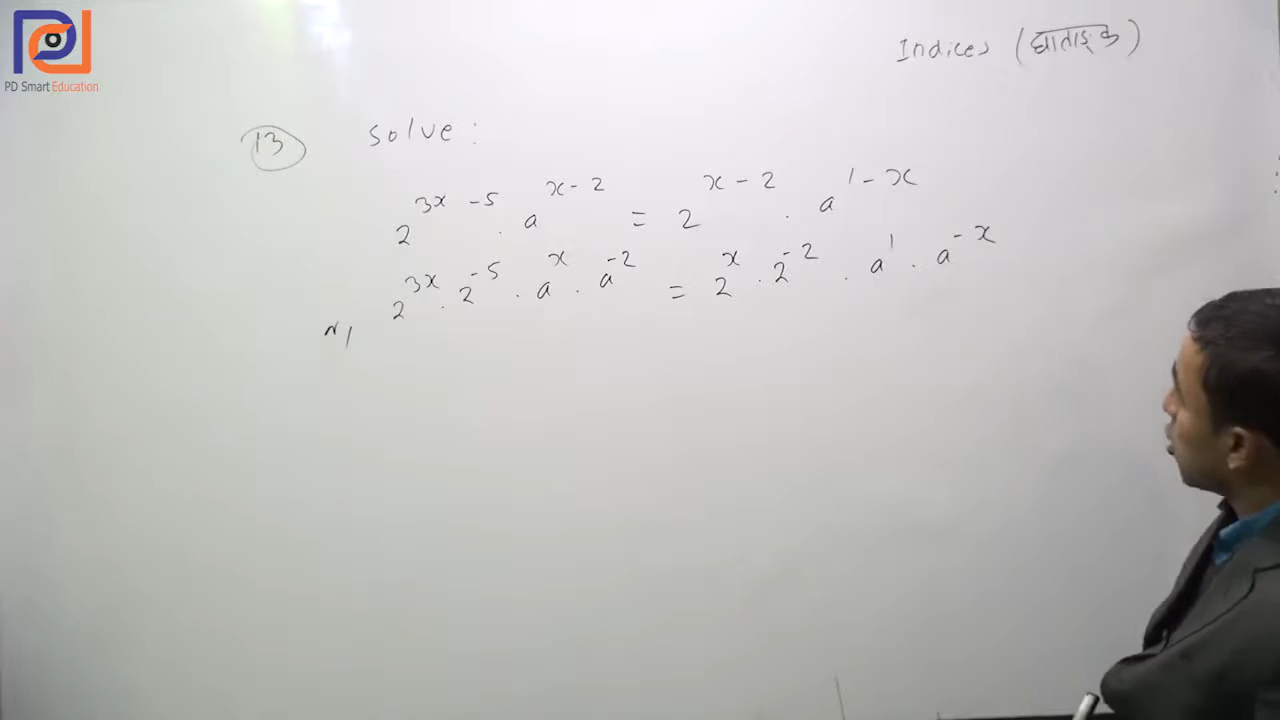 PD Smart Education
Indices (घाताङ्क)
13 Solve:
2^{3x-5} . a^{x-2} = 2^{x-2} . a^{1-x}
2^{3x} . 2^{-5} . a^{x} . a^{-2} = 2^{x} . 2^{-2} . a^{1} . a^{-x}